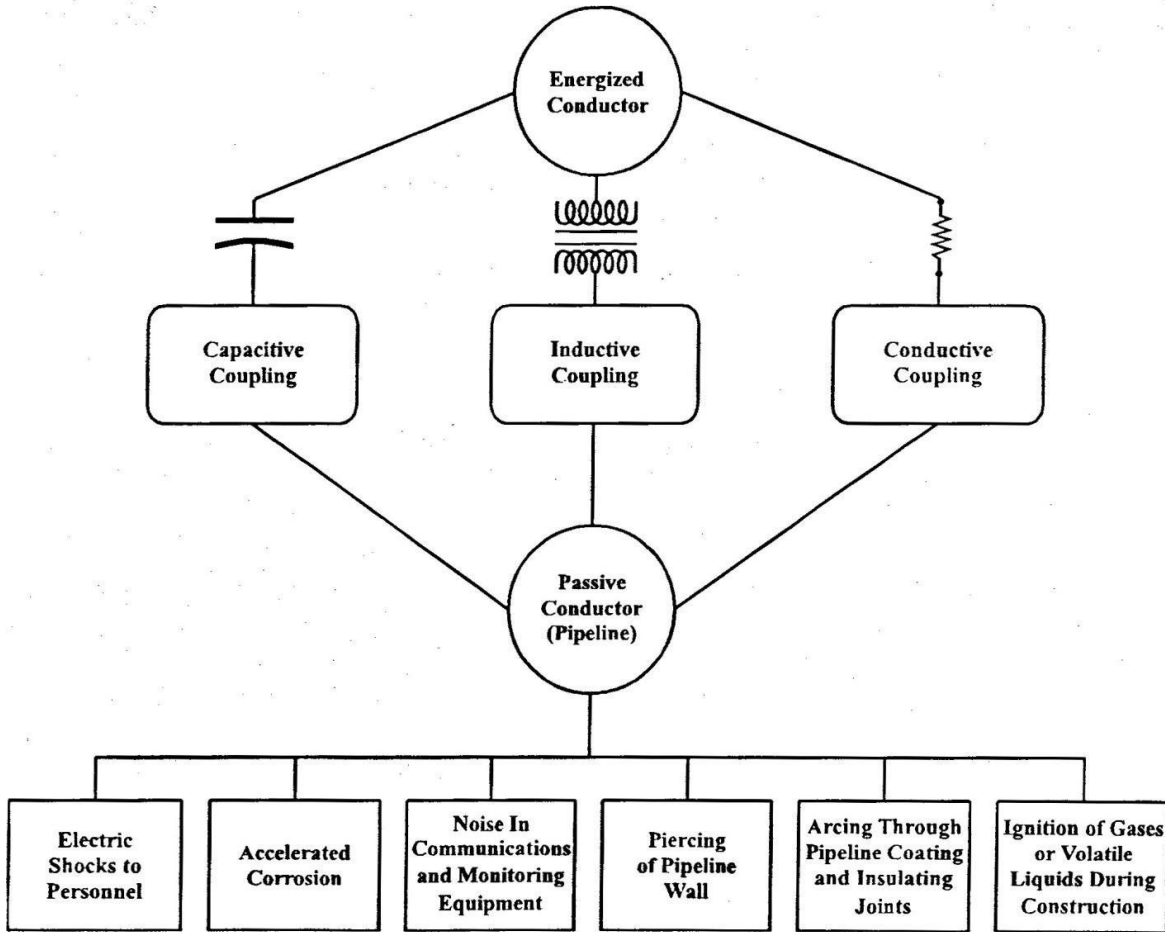 Energized
Conductor
Capacitive
Coupling
Inductive
Coupling
Conductive
Coupling
Passive
Conductor
(Pipeline)
Electric
Shocks to
Personnel
Accelerated
Corrosion
Noise In
Communications
and Monitoring
Equipment
Piercing
of Pipeline
Wall
Arcing Through
Pipeline Coating
and Insulating
Joints
Ignition of Gases
or Volatile
Liquids During
Construction